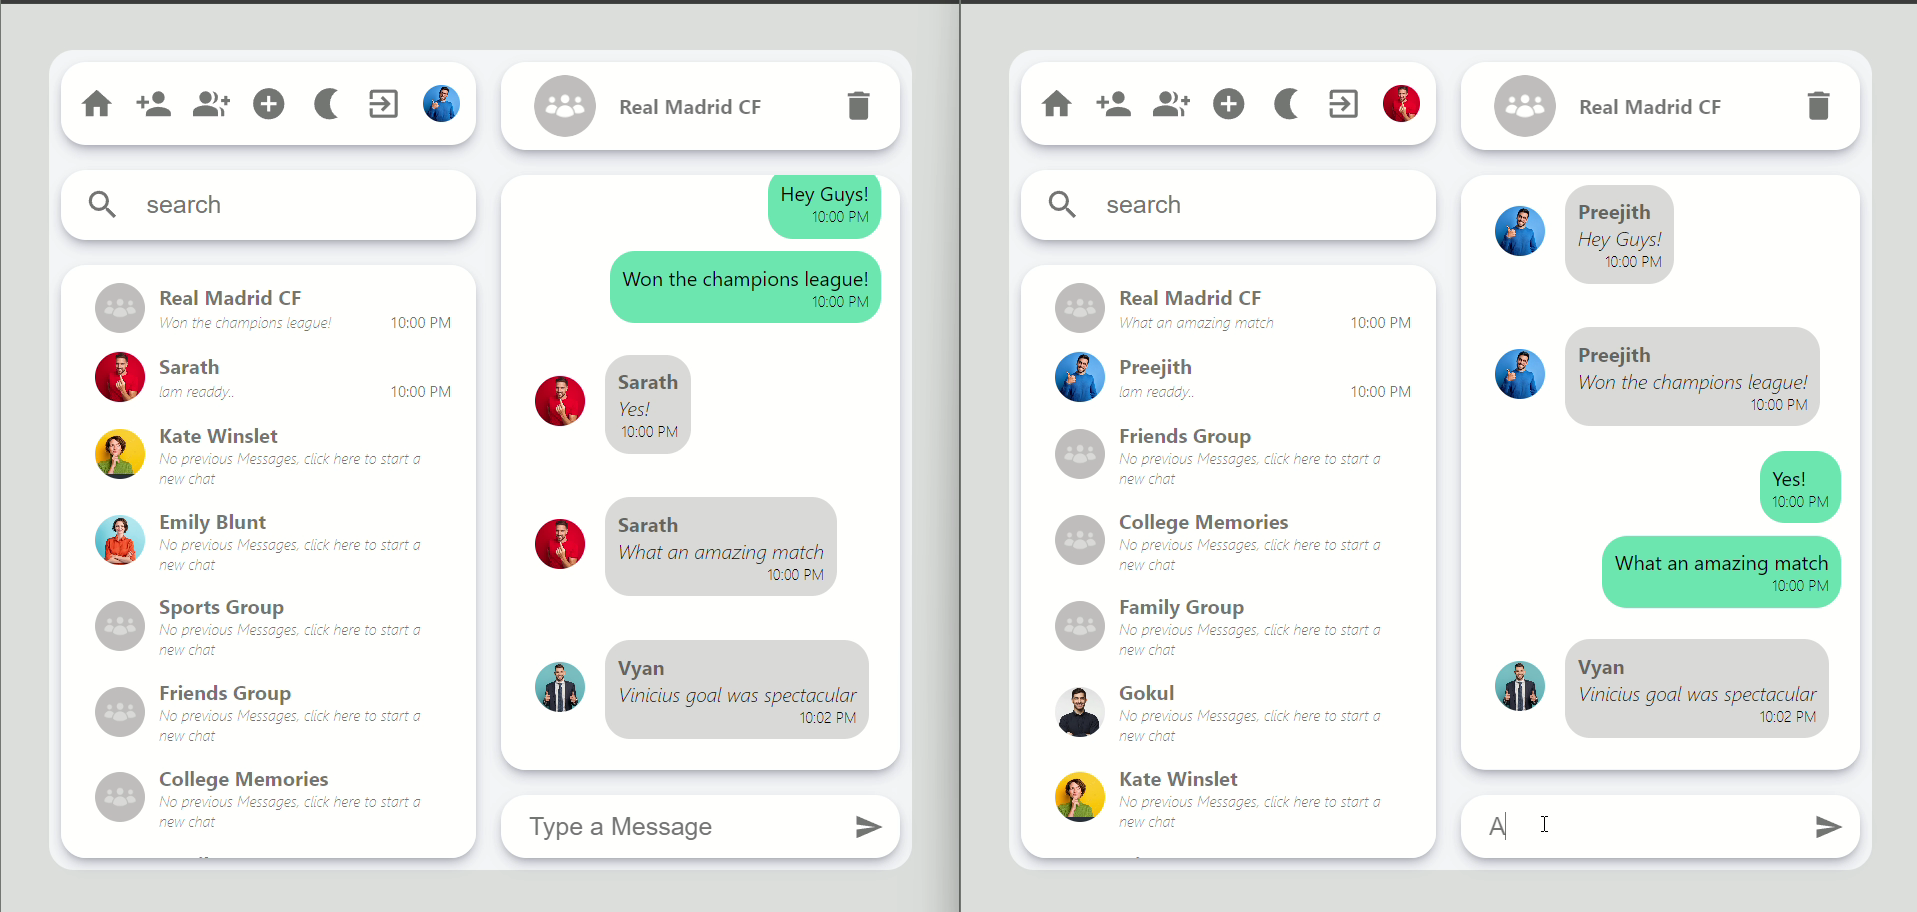 Real Madrid CF
search
Real Madrid CF
Won the champions league!
10:00 PM
Sarath
Iam readdy..
10:00 PM
Kate Winslet
No previous Messages, click here to start a
new chat
Emily Blunt
No previous Messages, click here to start a
new chat
Sports Group
No previous Messages, click here to start a
new chat
Friends Group
No previous Messages, click here to start a
new chat
College Memories
No previous Messages, click here to start a
new chat
Hey Guys!
10:00 PM
Won the champions league!
10:00 PM
Sarath
Yes!
10:00 PM
Sarath
What an amazing match
10:00 PM
Vyan
Vinicius goal was spectacular
10:02 PM
Type a Message
Real Madrid CF
search
Real Madrid CF
What an amazing match
10:00 PM
Preejith
Iam readdy..
10:00 PM
Friends Group
No previous Messages, click here to start a
new chat
College Memories
No previous Messages, click here to start a
new chat
Family Group
No previous Messages, click here to start a
new chat
Gokul
No previous Messages, click here to start a
new chat
Kate Winslet
No previous Messages, click here to start a
new chat
Preejith
Hey Guys!
10:00 PM
Preejith
Won the champions league!
10:00 PM
Yes!
10:00 PM
What an amazing match
10:00 PM
Vyan
Vinicius goal was spectacular
10:02 PM
A